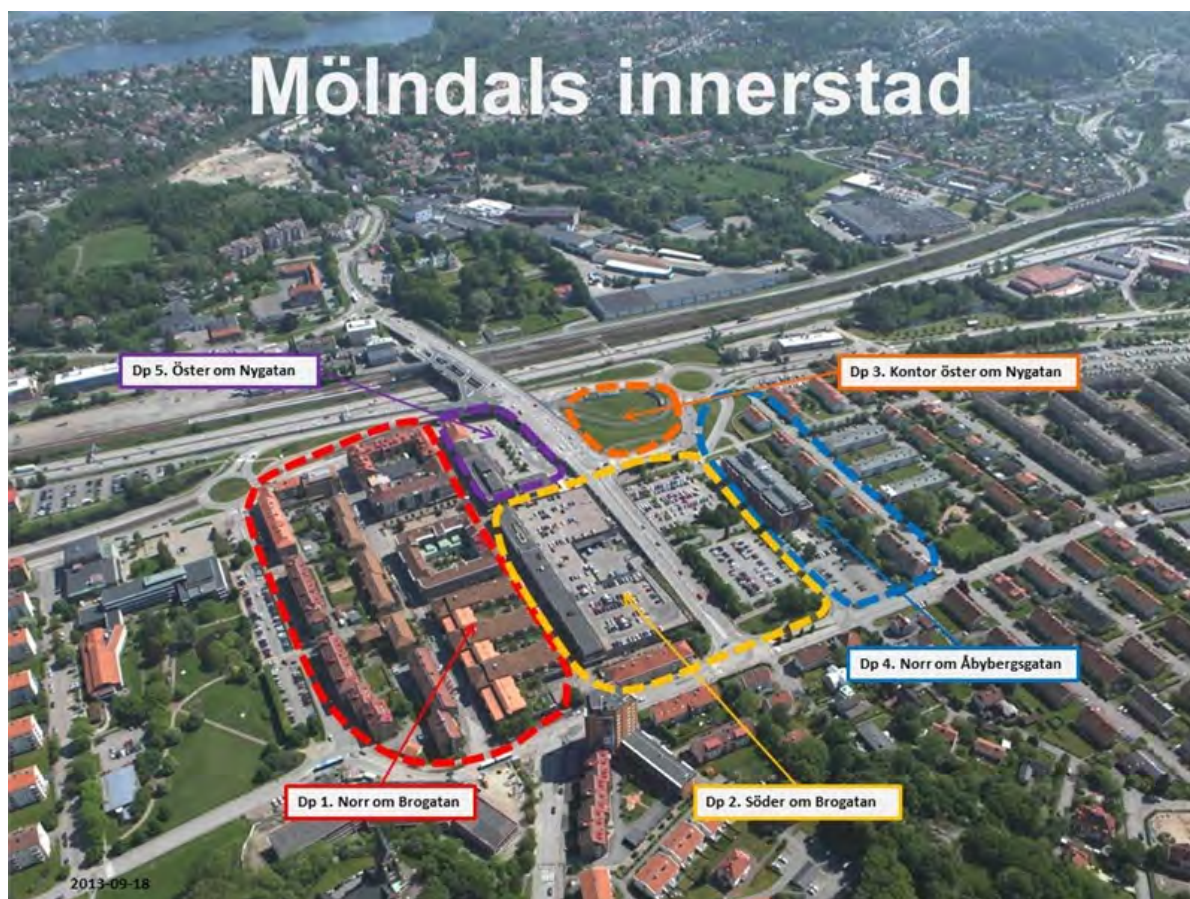 Mölndals innerstad
Dp 5. Öster om Nygatan
Dp 3. Kontor öster om Nygatan
Dp 4. Norr om Åbybergsgatan
Dp 1. Norr om Brogatan
Dp 2. Söder om Brogatan
2013-09-18